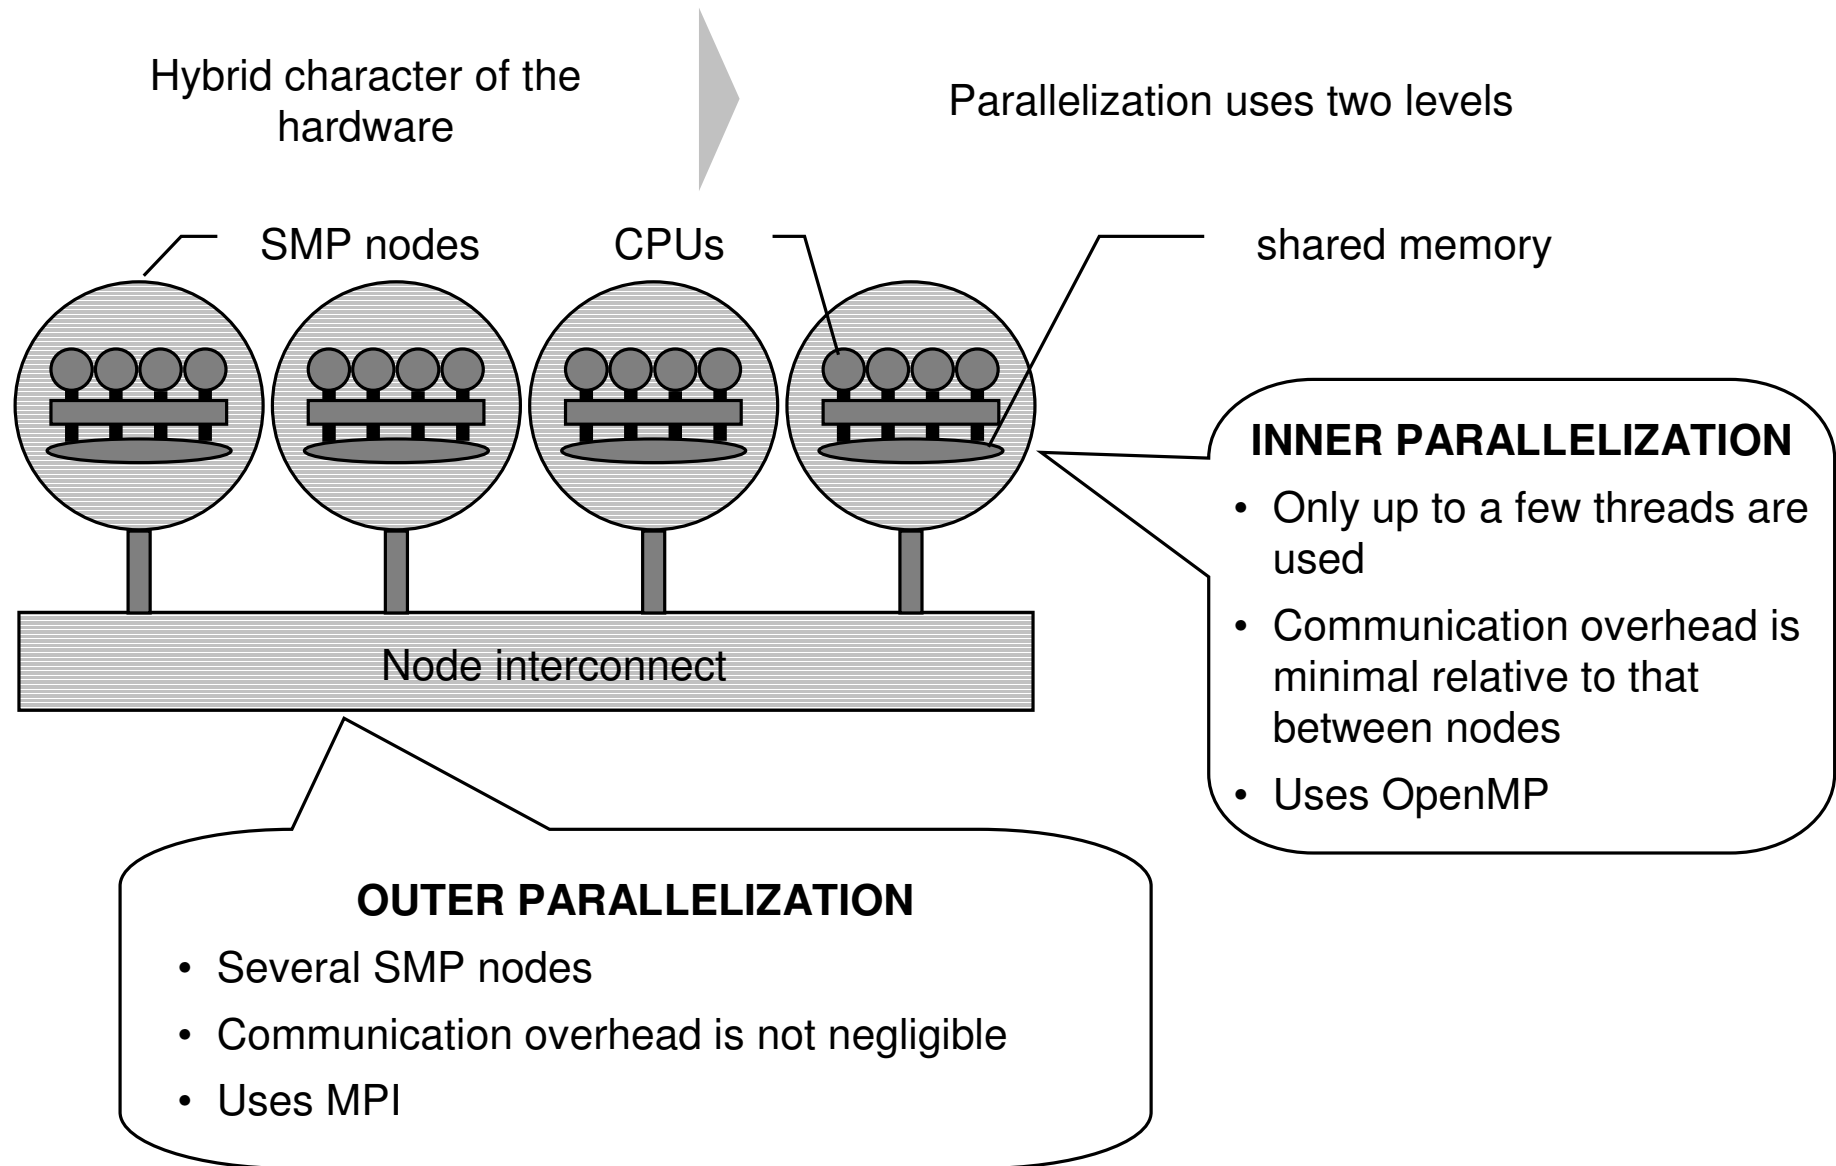 Hybrid character of the
hardware
Parallelization uses two levels
SMP nodes
CPUs
shared memory
INNER PARALLELIZATION
• Only up to a few threads are
used
• Communication overhead is
minimal relative to that
between nodes
• Uses OpenMP
Node interconnect
OUTER PARALLELIZATION
• Several SMP nodes
• Communication overhead is not negligible
• Uses MPI